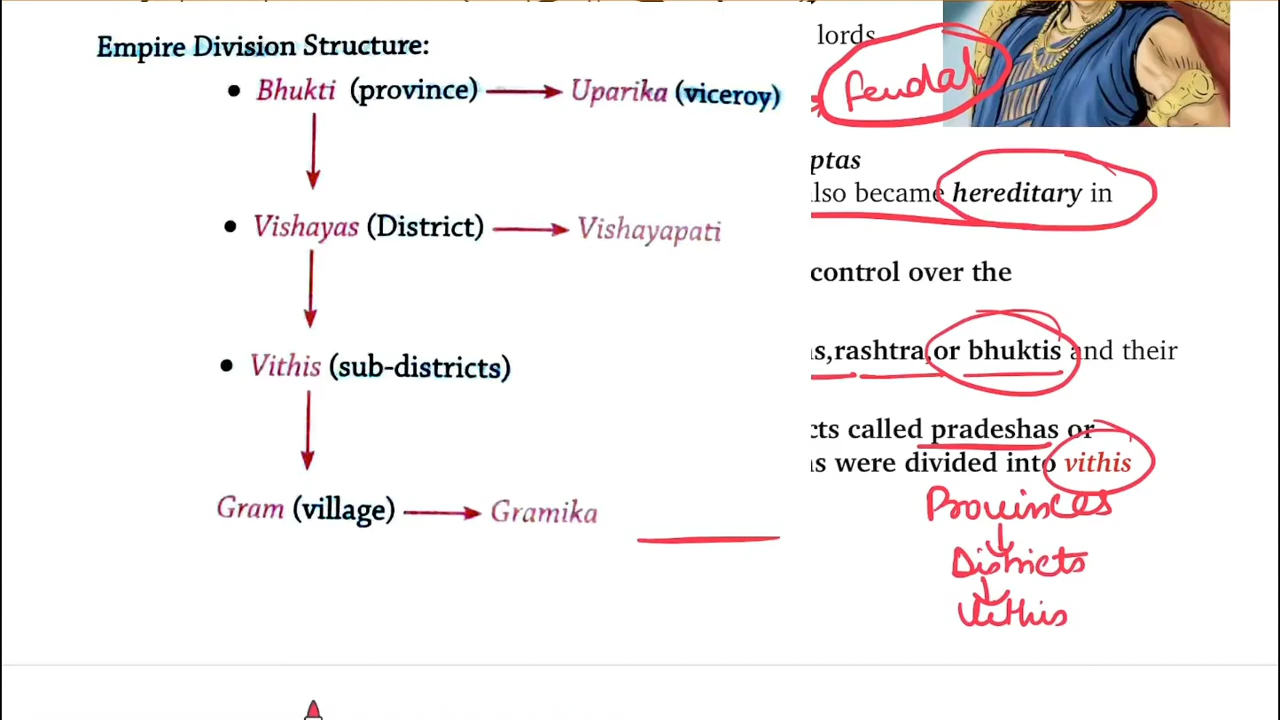 Empire Division Structure:
• Bhukti (province) → Uparika (viceroy)
• Vishayas (District) → Vishayapati
• Vithis (sub-districts)
Gram (village) → Gramika
lords
feudal
ptas
lso became hereditary in
control over the
s,rashtra,or bhuktis and their
cts called pradeshas or
s were divided into vithis
Provinces
Districts
Vithis